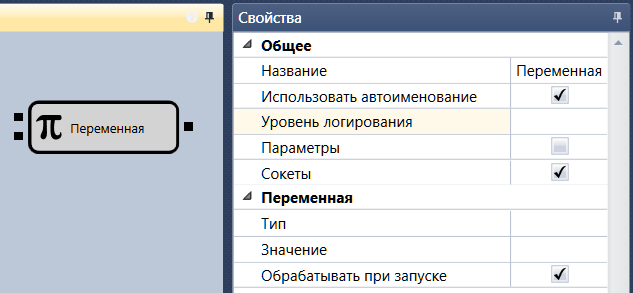 Свойства
Общее
Название Переменная
Использовать автоименование
Уровень логирования
Параметры
Сокеты
Переменная
Тип
Значение
Обрабатывать при запуске
π Переменная